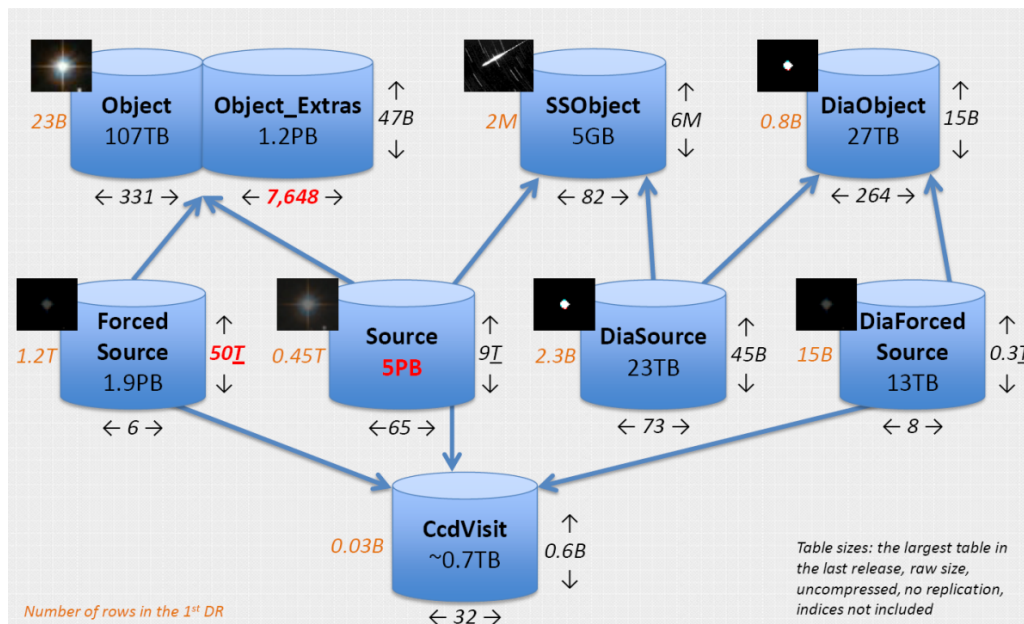 Object
107TB
23B
← 331 →
Object_Extras
1.2PB
↑
47B
↓
← 7,648 →
SSObject
5GB
2M
↑
6M
↓
← 82 →
DiaObject
27TB
0.8B
↑
15B
↓
← 264 →
Forced
Source
1.9PB
1.2T
↑
50T
↓
← 6 →
Source
5PB
0.45T
↑
9T
↓
←65 →
DiaSource
23TB
2.3B
↑
45B
↓
← 73 →
DiaForced
Source
13TB
15B
↑
0.3T
↓
← 8 →
CcdVisit
~0.7TB
0.03B
↑
0.6B
↓
← 32 →
Number of rows in the 1st DR
Table sizes: the largest table in
the last release, raw size,
uncompressed, no replication,
indices not included